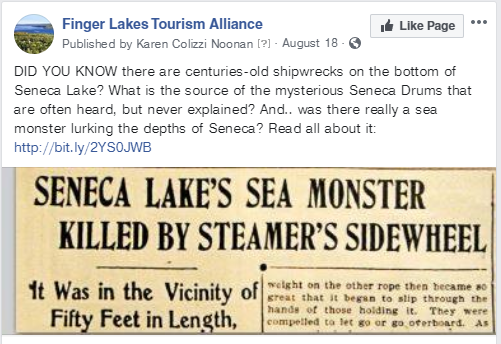 Finger Lakes Tourism Alliance
Like Page
Published by Karen Colizzi Noonan [?] · August 18 ·
DID YOU KNOW there are centuries-old shipwrecks on the bottom of
Seneca Lake? What is the source of the mysterious Seneca Drums that
are often heard, but never explained? And.. was there really a sea
monster lurking the depths of Seneca? Read all about it:
http://bit.ly/2YS0JWB
SENECA LAKE'S SEA MONSTER
KILLED BY STEAMER'S SIDEWHEEL
It Was in the Vicinity of
Fifty Feet in Length,
weight on the other rope then became so
great that it began to slip through the
hands of those holding it. They were
compelled to let go or go overboard. As